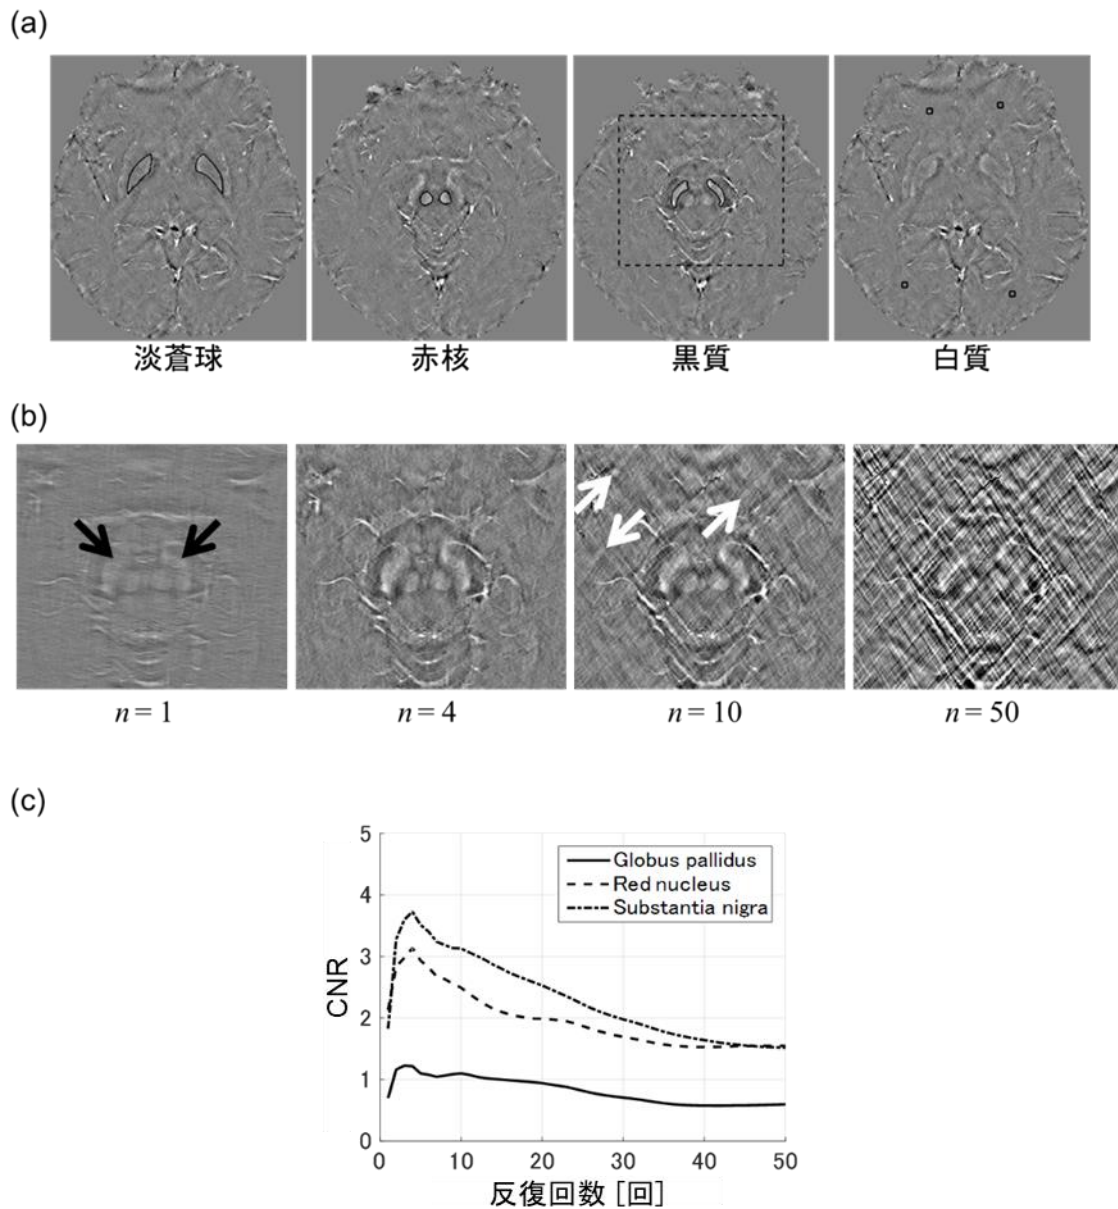 (a)
淡蒼球
赤核
黒質
白質
(b)
n = 1
n = 4
n = 10
n = 50
(c)
5
4
3
2
1
0
CNR
Globus pallidus
Red nucleus
Substantia nigra
0
10
20
30
40
50
反復回数 [回]